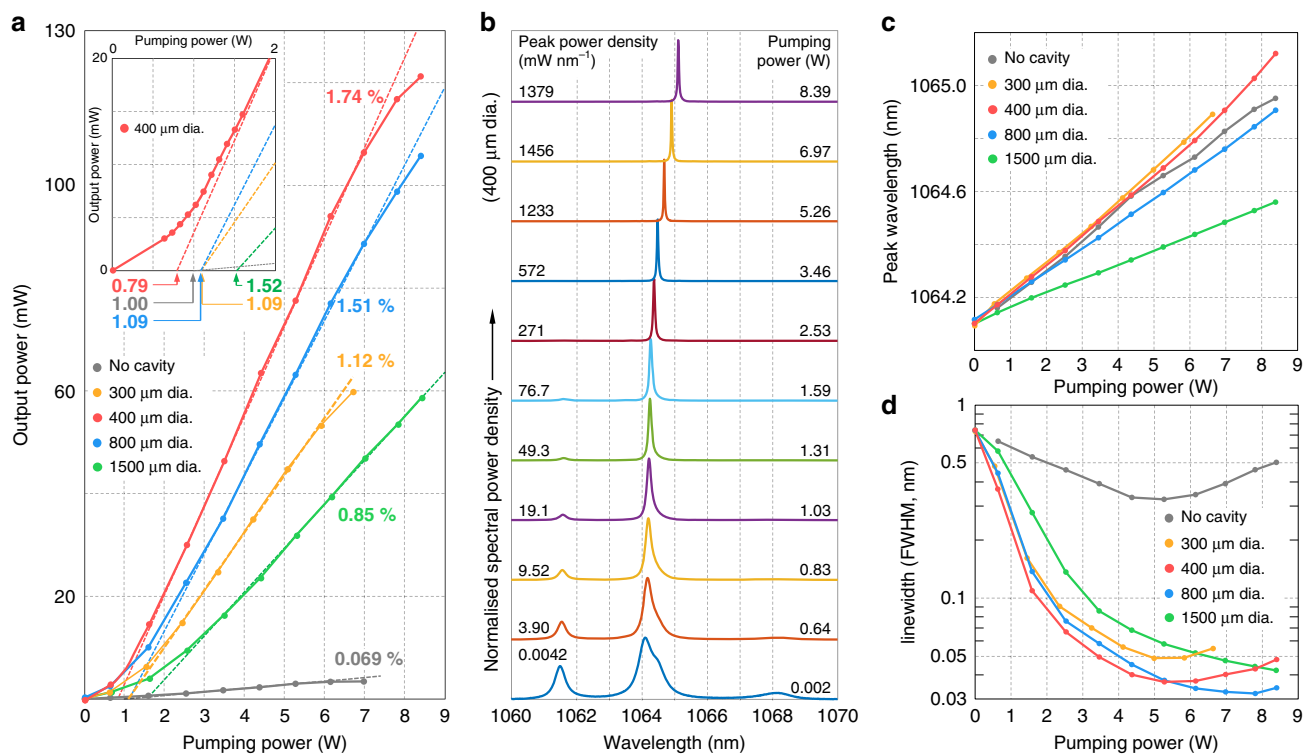 a
130
100
60
20
Output power (mW)
0 1 2 3 4 5 6 7 8 9
Pumping power (W)
Pumping power (W)
0 2
20
0
Output power (mW)
400 μm dia.
0.79
1.00
1.09
1.52
1.09
1.74 %
1.51 %
1.12 %
0.85 %
0.069 %
No cavity
300 μm dia.
400 μm dia.
800 μm dia.
1500 μm dia.
b
Peak power density
(mW nm⁻¹)
Pumping
power (W)
1379 8.39
1456 6.97
1233 5.26
572 3.46
271 2.53
76.7 1.59
49.3 1.31
19.1 1.03
9.52 0.83
3.90 0.64
0.0042 0.002
Normalised spectral power density
(400 μm dia.)
1060 1062 1064 1066 1068 1070
Wavelength (nm)
c
1065.0
1064.6
1064.2
Peak wavelength (nm)
No cavity
300 μm dia.
400 μm dia.
800 μm dia.
1500 μm dia.
0 1 2 3 4 5 6 7 8 9
Pumping power (W)
d
1
0.5
0.1
0.05
0.03
linewidth (FWHM, nm)
No cavity
300 μm dia.
400 μm dia.
800 μm dia.
1500 μm dia.
0 1 2 3 4 5 6 7 8 9
Pumping power (W)